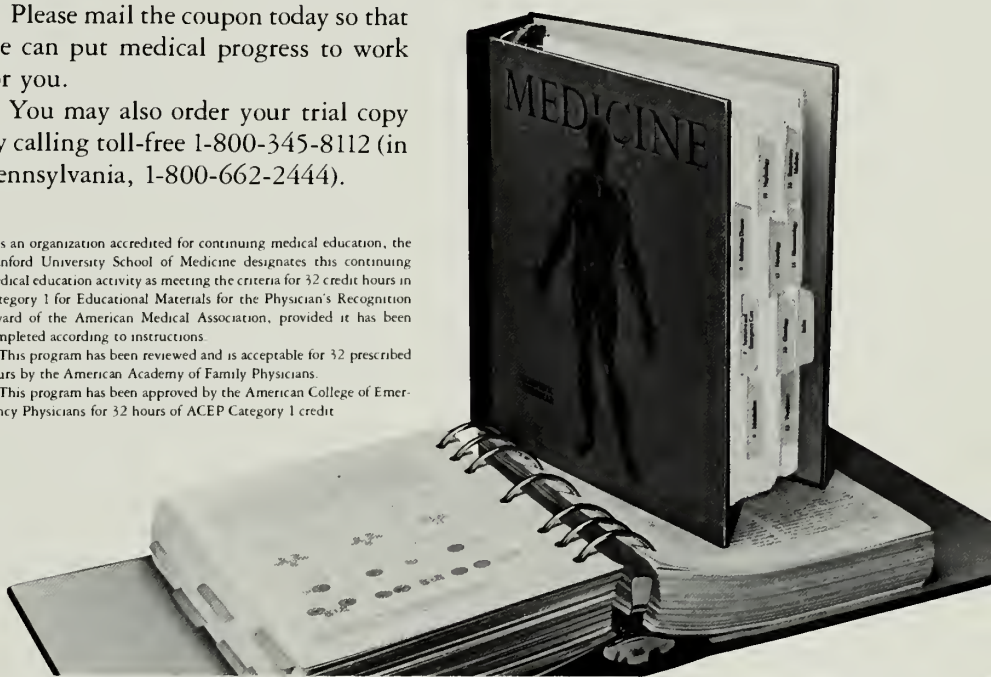 Please mail the coupon today so that
e can put medical progress to work
r you.
You may also order your trial copy
y calling toll-free 1-800-345-8112 (in
ennsylvania, 1-800-662-2444).
s an organization accredited for continuing medical education, the
anford University School of Medicine designates this continuing
edical education activity as meeting the criteria for 32 credit hours in
tegory 1 for Educational Materials for the Physician's Recognition
ard of the American Medical Association, provided it has been
mpleted according to instructions.
This program has been reviewed and is acceptable for 32 prescribed
urs by the American Academy of Family Physicians.
This program has been approved by the American College of Emer-
ncy Physicians for 32 hours of ACEP Category 1 credit
MEDICINE